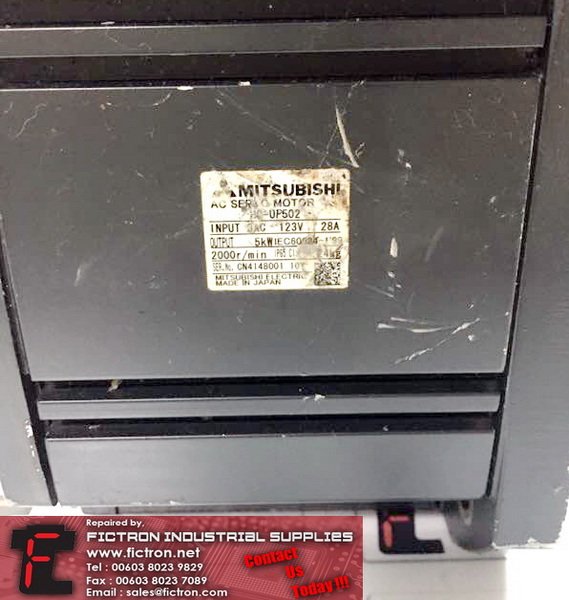 MITSUBISHI
AC SERVO MOTOR
-UP502
INPUT 3AC 123V 28A
OUTPUT 5kW IEC60034-1'99
2000r/min IP65
SER.No. CN4148001
MITSUBISHI ELECTRIC
MADE IN JAPAN
Repaired by,
FICTRON INDUSTRIAL SUPPLIES
www.fictron.net
Tel : 00603 8023 9829
Fax : 00603 8023 7089
Email : sales@fictron.com
Contact
Us
Today !!!